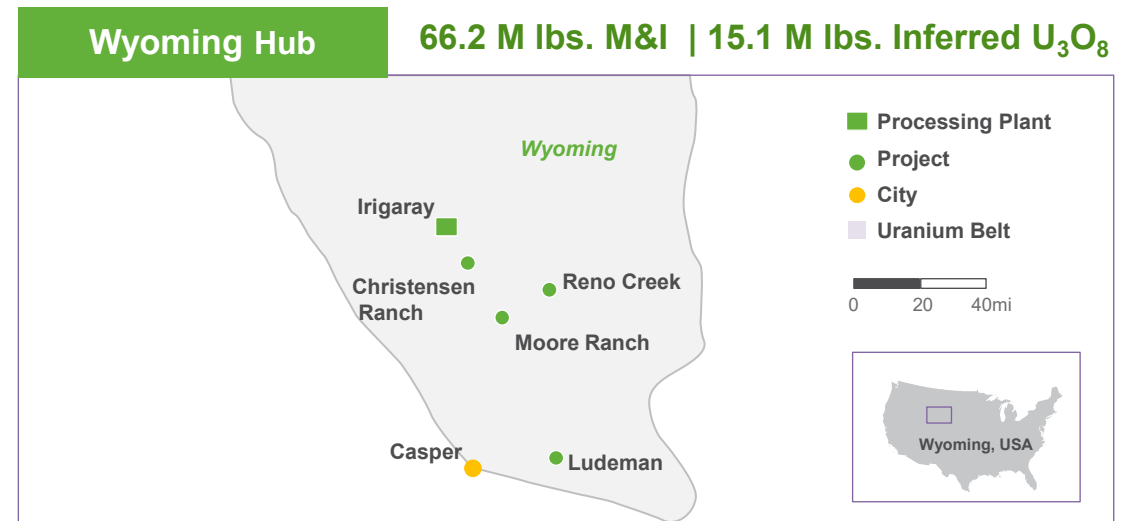 Wyoming Hub
66.2 M lbs. M&I | 15.1 M lbs. Inferred U₃O₈
Wyoming
Irigaray
Christensen
Ranch
Reno Creek
Moore Ranch
Casper
Ludeman
Processing Plant
Project
City
Uranium Belt
0 20 40mi
Wyoming, USA